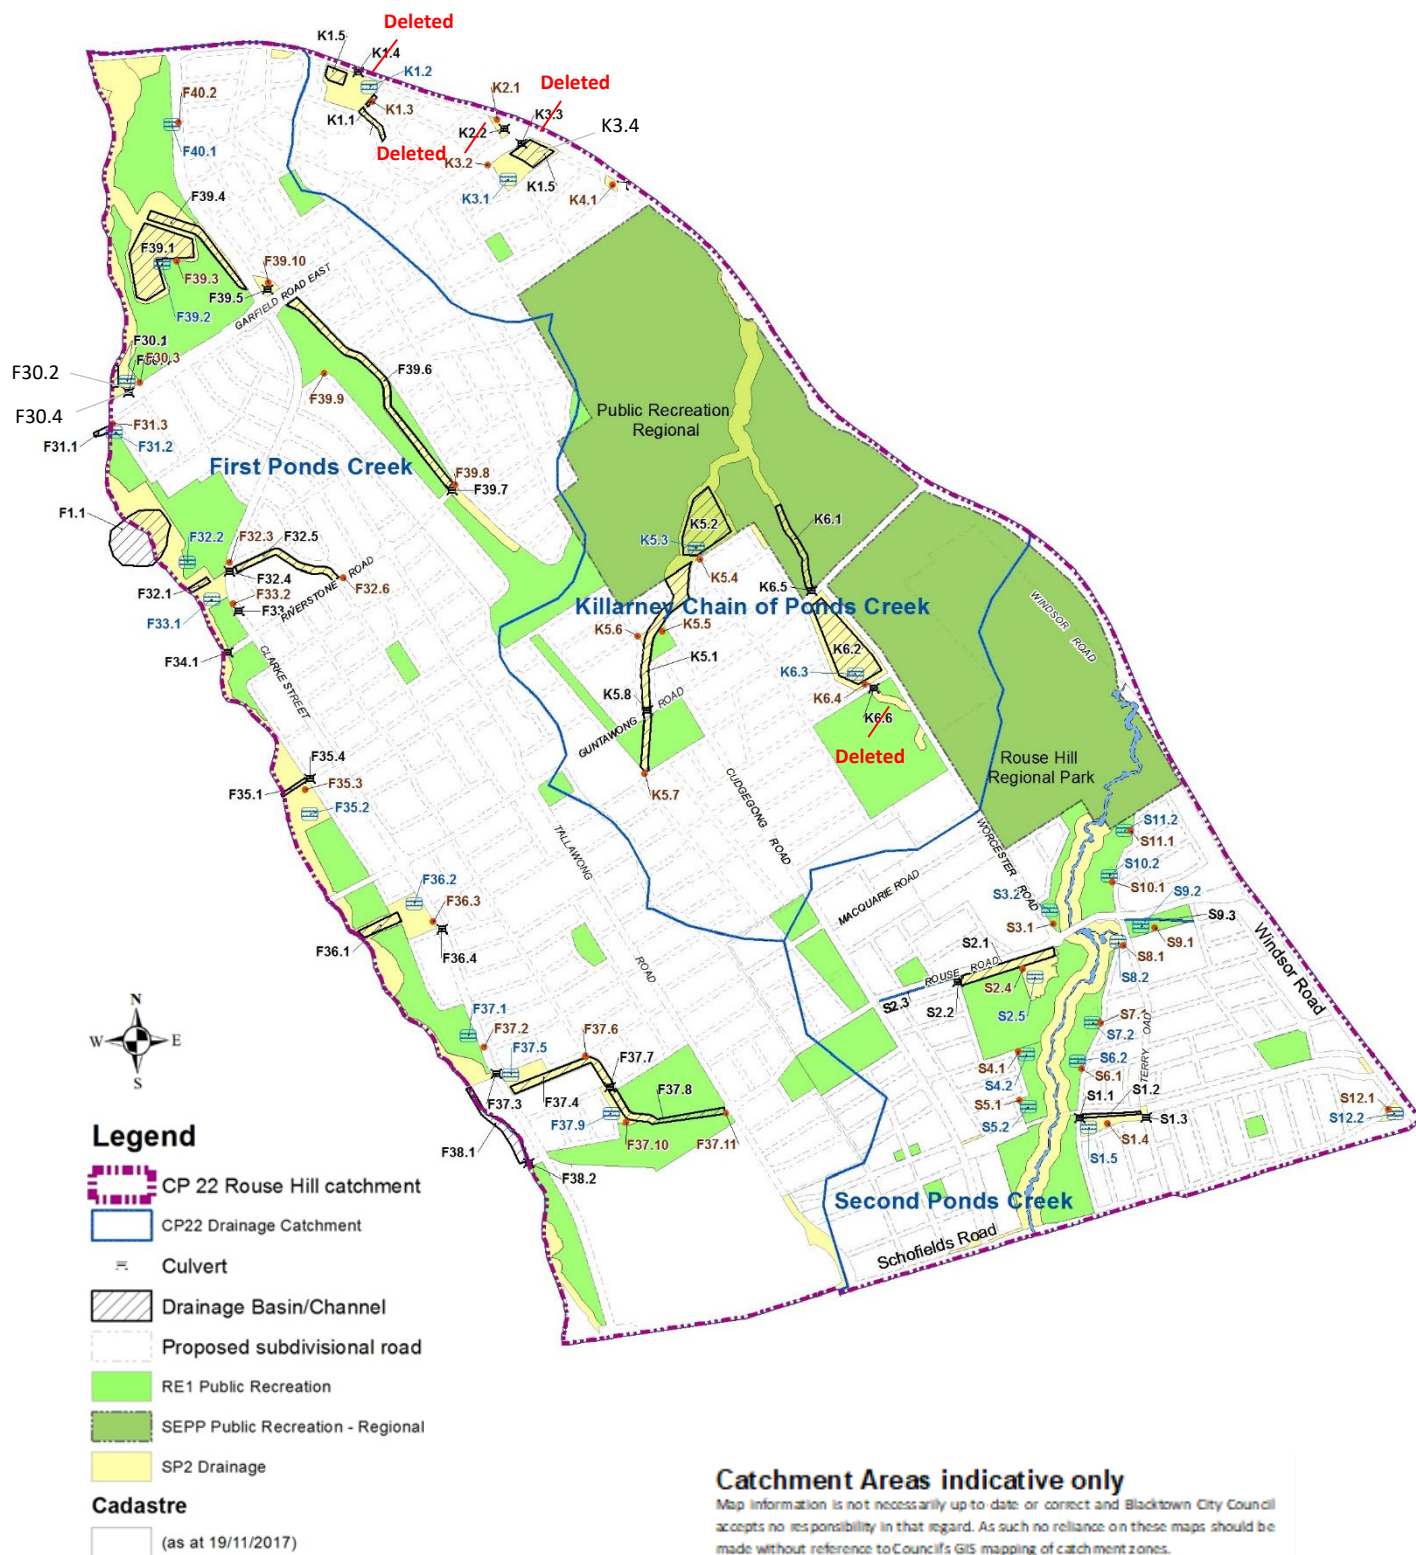 Deleted
K1.5
K1.4
K1.2
F40.2
K1.3
K1.1
K2.1
Deleted
K3.3
K3.4
K2.2
Deleted
K3.2
K1.5
K3.1
K4.1
F40.1
F39.4
F39.1
F39.3
F39.10
F39.5
F39.2
GARFIELD ROAD EAST
F30.1
F30.3
F30.2
F30.4
F39.6
F39.9
Public Recreation
Regional
F31.3
F31.1
F31.2
First Ponds Creek
F39.8
F39.7
F1.1
K5.2
K6.1
K5.3
F32.2
F32.3
F32.5
K5.4
F32.4
RIVERSTONE ROAD
F32.6
F32.1
K6.5
F33.2
Killarney Chain of Ponds Creek
WINDSOR ROAD
F33.1
K5.6
K5.5
F34.1
CLARKE STREET
K5.1
K6.2
K6.3
K6.4
K5.8
K6.6
GUNTAWONG ROAD
Deleted
F35.4
F35.1
F35.3
F35.2
K5.7
CUDGEGONG ROAD
Rouse Hill
Regional Park
TALLAWONG ROAD
WORCESTER ROAD
S11.2
S11.1
S10.2
S10.1
MACQUARIE ROAD
F36.2
F36.3
F36.1
F36.4
S3.2
S3.1
S9.2
S9.3
S9.1
S8.1
S8.2
S2.1
ROUSE ROAD
S2.4
S2.3
S2.2
S2.5
Windsor Road
N
W
E
S
F37.1
F37.2
F37.6
F37.5
F37.7
F37.3
F37.4
F37.8
F37.9
F37.10
F37.11
F38.1
F38.2
S7.1
S7.2
S4.1
S4.2
S6.2
S6.1
S5.1
S5.2
S1.1
S1.2
S1.3
S1.4
S1.5
S12.1
S12.2
Second Ponds Creek
Schofields Road
Legend
CP 22 Rouse Hill catchment
CP22 Drainage Catchment
Culvert
Drainage Basin/Channel
Proposed subdivisional road
RE1 Public Recreation
SEPP Public Recreation - Regional
SP2 Drainage
Cadastre
(as at 19/11/2017)
Catchment Areas indicative only
Map information is not necessarily up-to-date or correct and Blacktown City Council
accepts no responsibility in that regard. As such no reliance on these maps should be
made without reference to Council's GIS mapping of catchment zones.